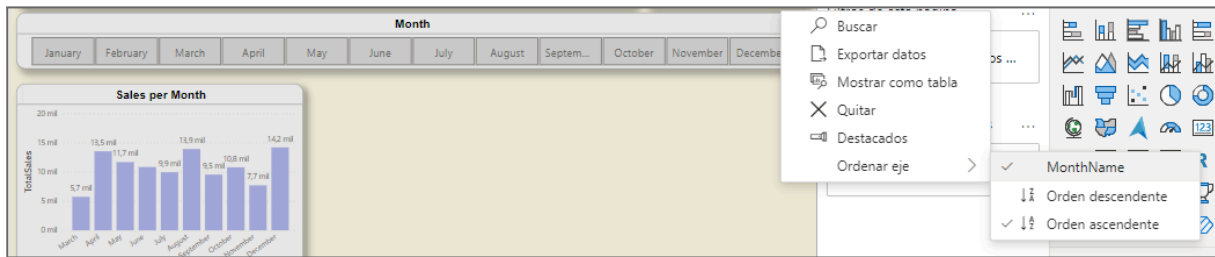 Month
January February March April May June July August Septem... October November Decembe
Buscar
Exportar datos
Mostrar como tabla
Quitar
Destacados
Ordenar eje
MonthName
Orden descendente
Orden ascendente
os ...
123
Sales per Month
TotalSales
20 mil
15 mil
10 mil
5 mil
0 mil
5,7 mil
13,5 mil
11,7 mil
9,9 mil
13,9 mil
9,5 mil
10,8 mil
7,7 mil
14,2 mil
March April May June July August September October November December